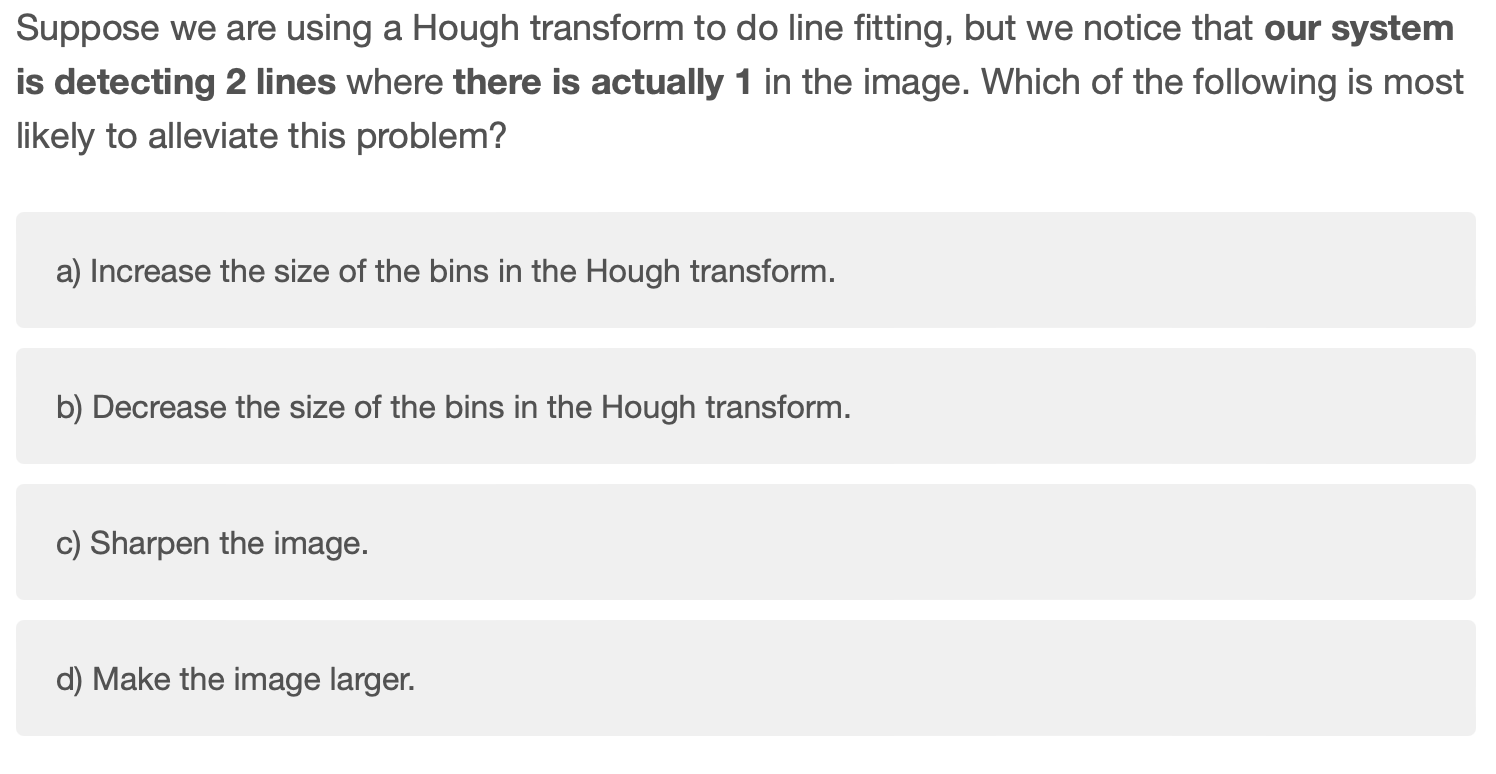 Suppose we are using a Hough transform to do line fitting, but we notice that our system
is detecting 2 lines where there is actually 1 in the image. Which of the following is most
likely to alleviate this problem?
a) Increase the size of the bins in the Hough transform.
b) Decrease the size of the bins in the Hough transform.
c) Sharpen the image.
d) Make the image larger.